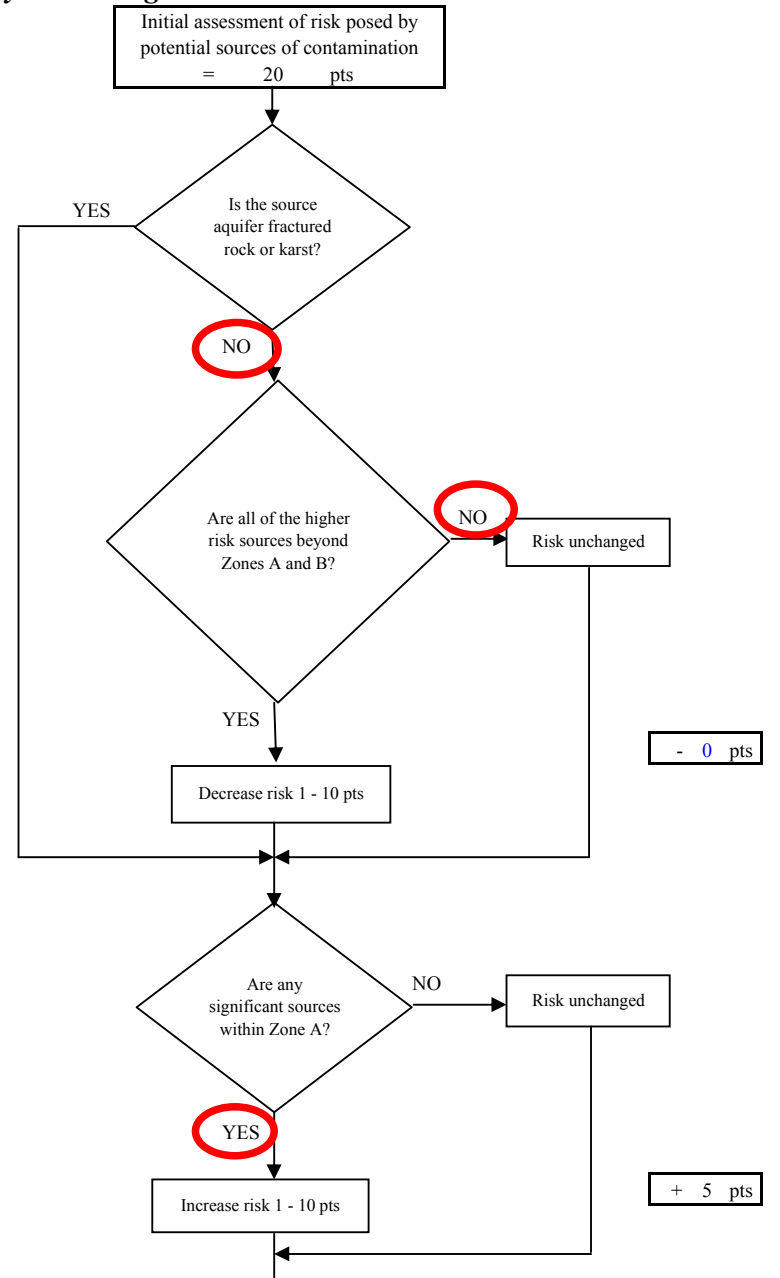 Initial assessment of risk posed by
potential sources of contamination
= 20 pts
YES
Is the source
aquifer fractured
rock or karst?
NO
Are all of the higher
risk sources beyond
Zones A and B?
NO
Risk unchanged
YES
- 0 pts
Decrease risk 1 - 10 pts
Are any
significant sources
within Zone A?
NO
Risk unchanged
YES
+ 5 pts
Increase risk 1 - 10 pts